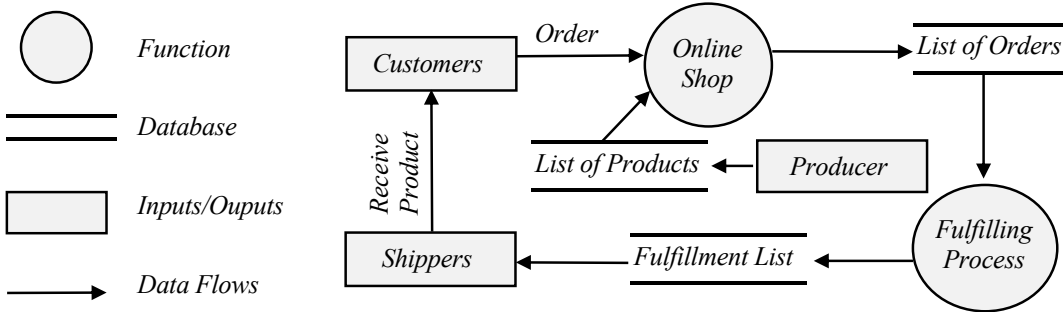 Function
Database
Inputs/Ouputs
Data Flows
Customers
Order
Online
Shop
List of Orders
List of Products
Producer
Receive
Product
Shippers
Fulfillment List
Fulfilling
Process